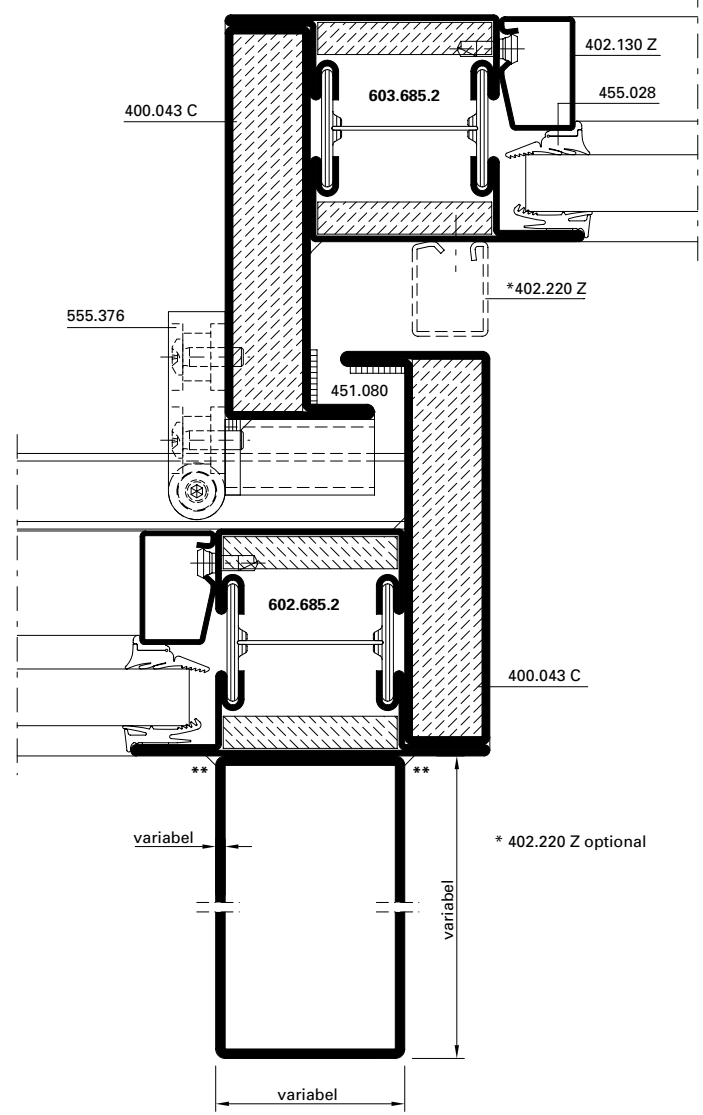 402.130 Z
603.685.2
455.028
400.043 C
*402.220 Z
555.376
451.080
602.685.2
400.043 C
**
**
variabel
* 402.220 Z optional
variabel
variabel